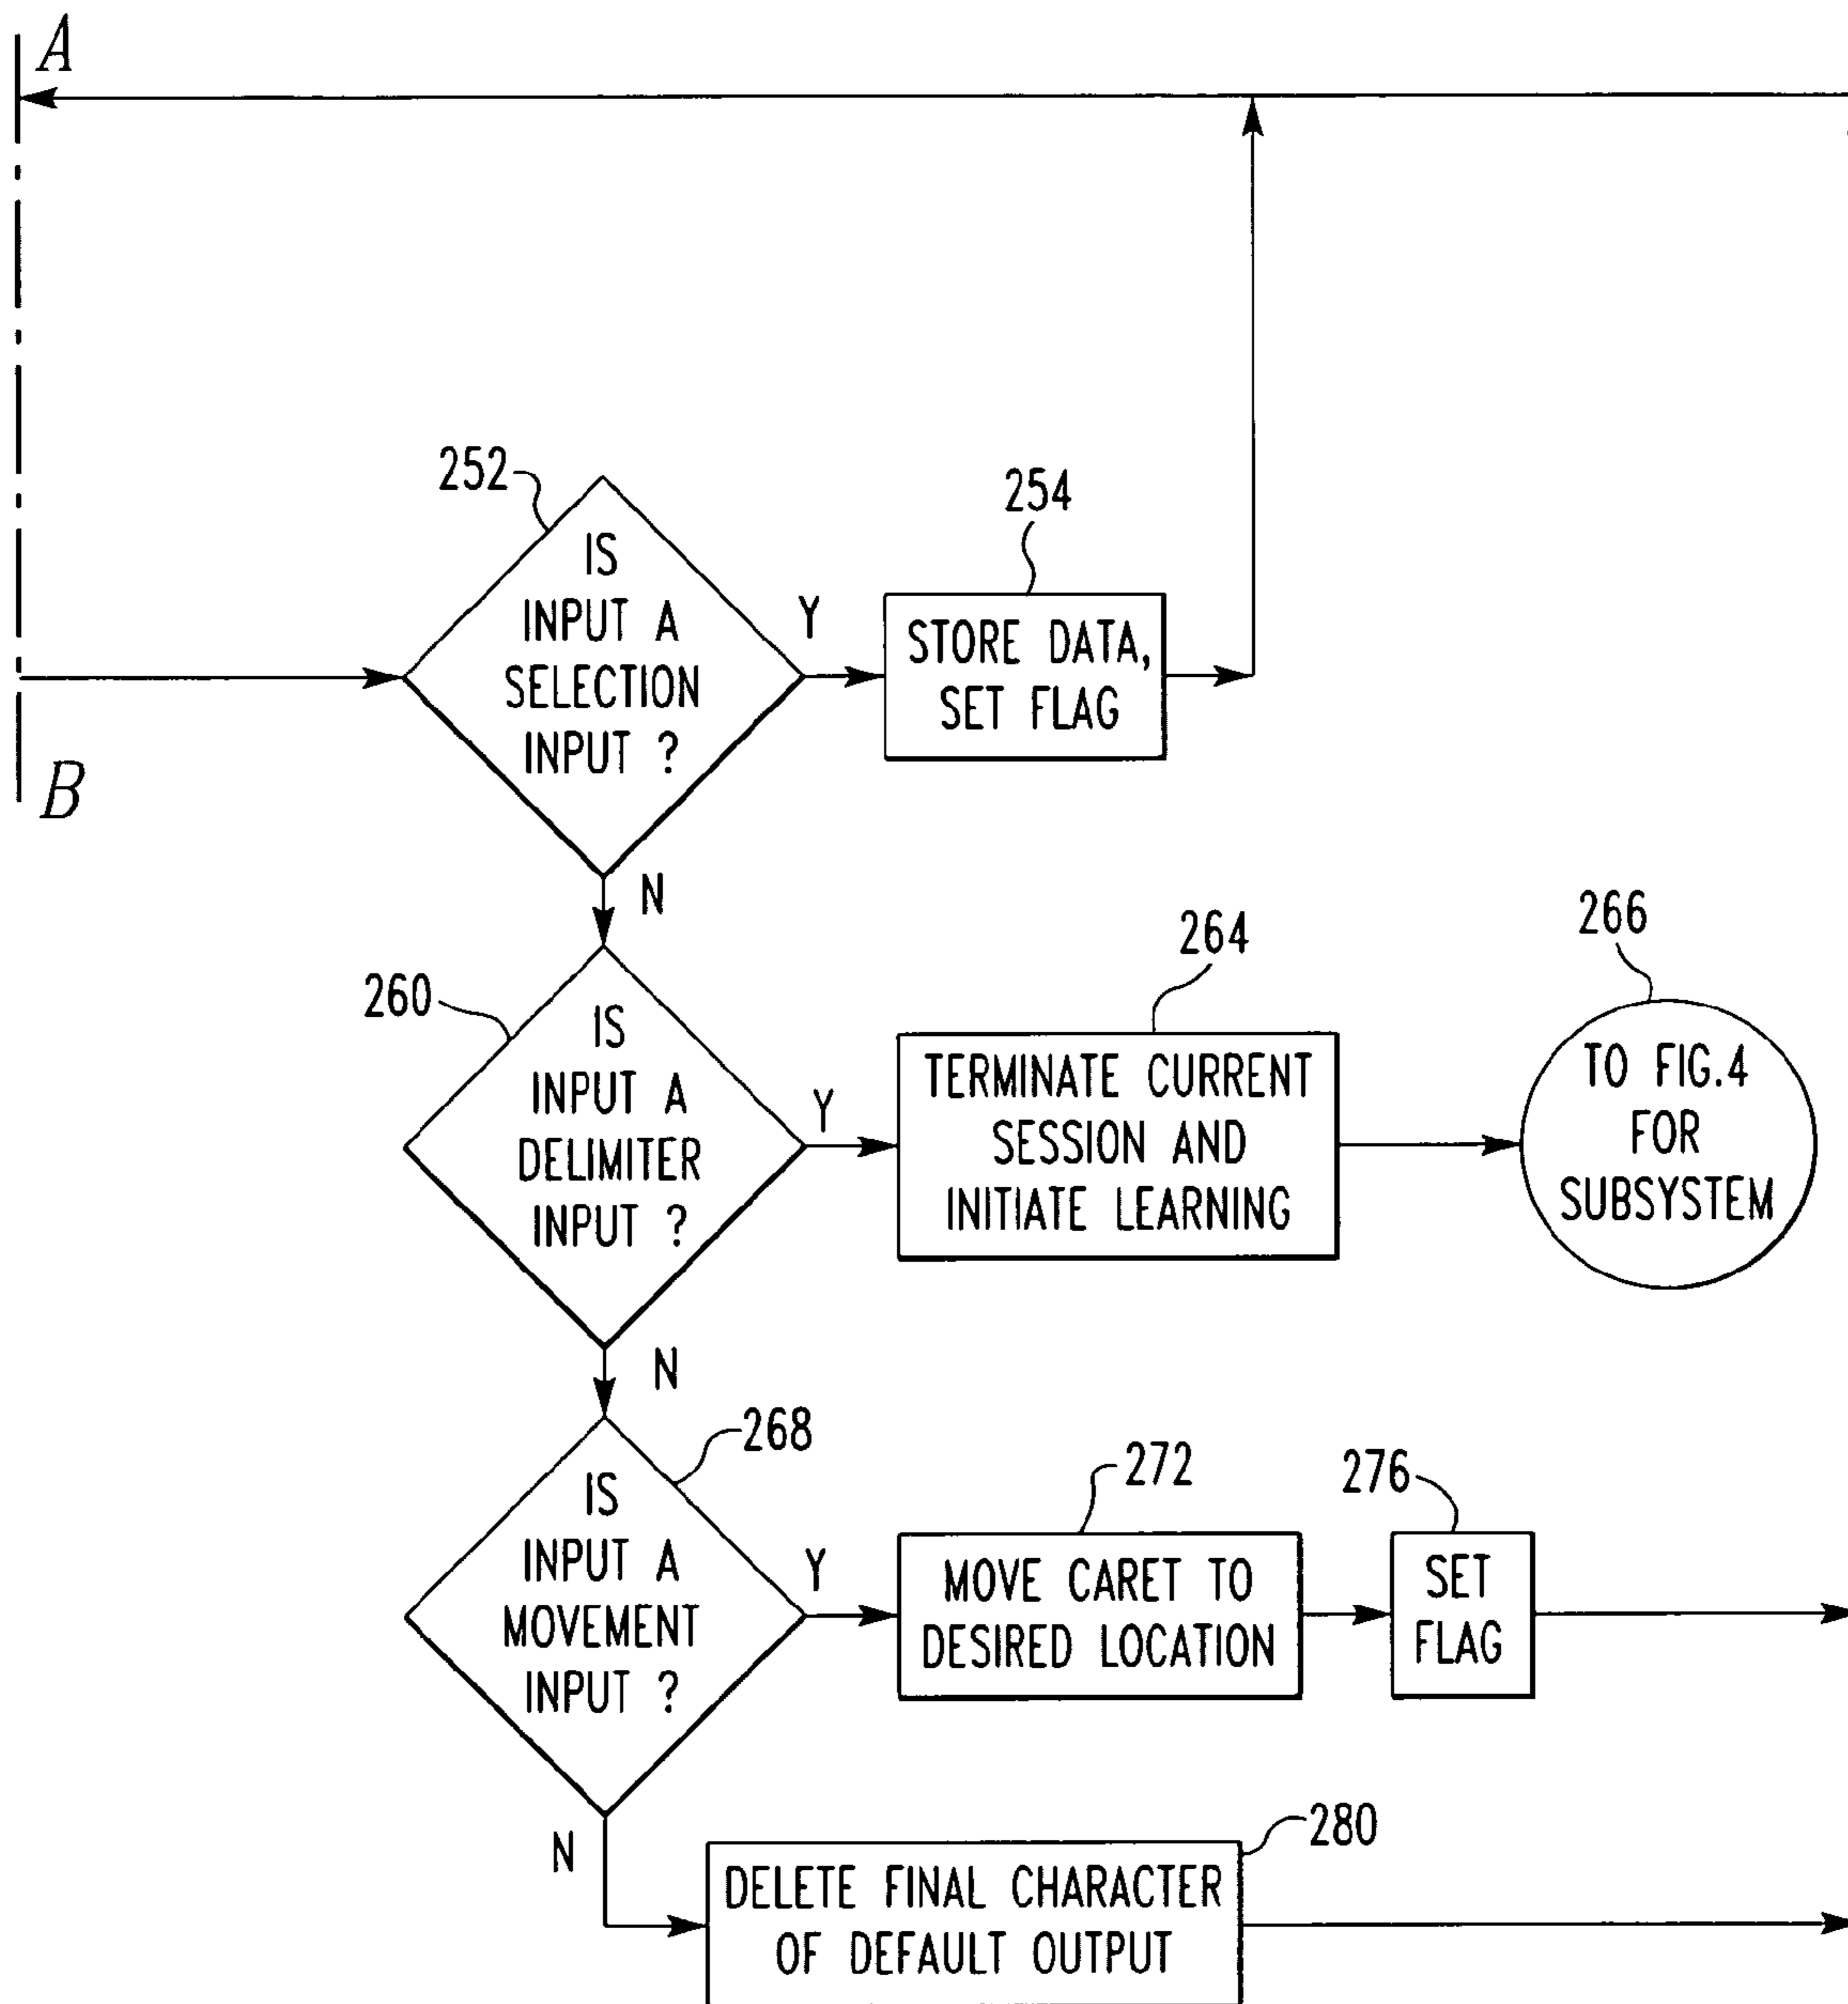 A
252
254
IS
INPUT A
SELECTION
INPUT ?
Y
STORE DATA,
SET FLAG
B
N
260
264
266
IS
INPUT A
DELIMITER
INPUT ?
Y
TERMINATE CURRENT
SESSION AND
INITIATE LEARNING
TO FIG.4
FOR
SUBSYSTEM
N
268
272
276
IS
INPUT A
MOVEMENT
INPUT ?
Y
MOVE CARET TO
DESIRED LOCATION
SET
FLAG
N
280
DELETE FINAL CHARACTER
OF DEFAULT OUTPUT